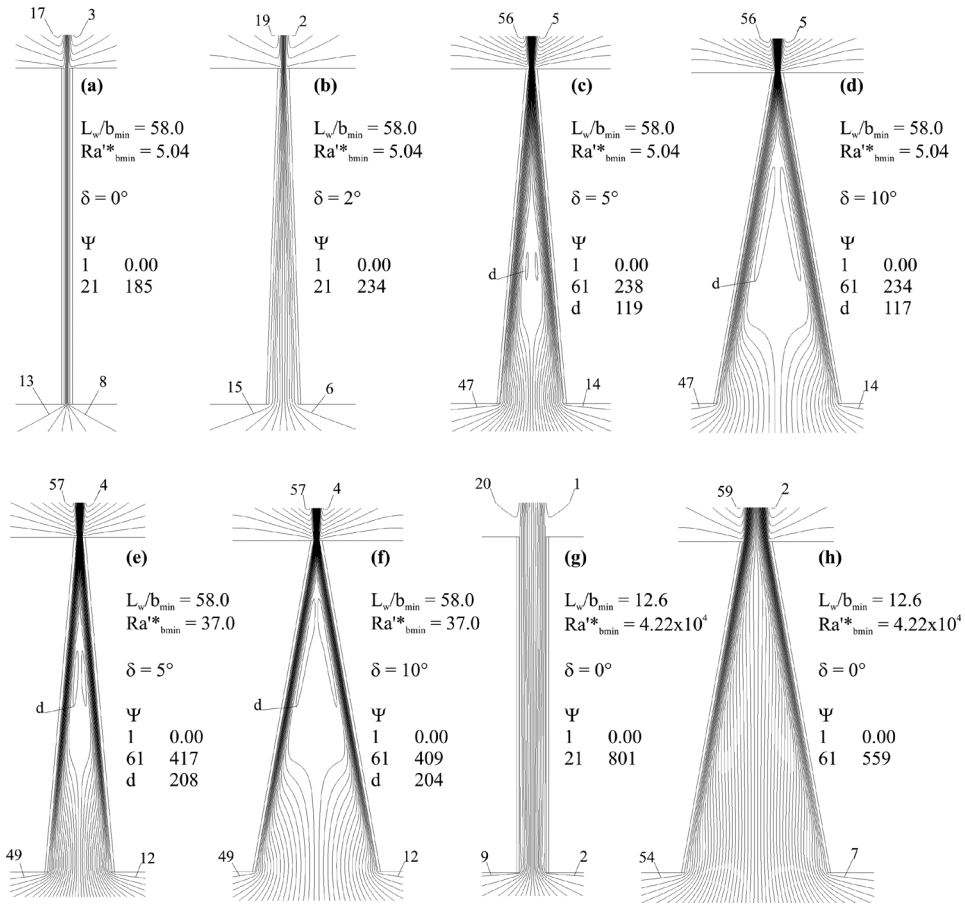 17 3
(a)
L_w/b_min = 58.0
Ra'*_bmin = 5.04
δ = 0°
Ψ
1 0.00
21 185
13 8
19 2
(b)
L_w/b_min = 58.0
Ra'*_bmin = 5.04
δ = 2°
Ψ
1 0.00
21 234
15 6
56 5
(c)
L_w/b_min = 58.0
Ra'*_bmin = 5.04
δ = 5°
d
Ψ
1 0.00
61 238
d 119
47 14
56 5
(d)
L_w/b_min = 58.0
Ra'*_bmin = 5.04
δ = 10°
d
Ψ
1 0.00
61 234
d 117
47 14
57 4
(e)
L_w/b_min = 58.0
Ra'*_bmin = 37.0
δ = 5°
d
Ψ
1 0.00
61 417
d 208
49 12
57 4
(f)
L_w/b_min = 58.0
Ra'*_bmin = 37.0
δ = 10°
d
Ψ
1 0.00
61 409
d 204
49 12
20 1
(g)
L_w/b_min = 12.6
Ra'*_bmin = 4.22x10⁴
δ = 0°
Ψ
1 0.00
21 801
9 2
59 2
(h)
L_w/b_min = 12.6
Ra'*_bmin = 4.22x10⁴
δ = 0°
Ψ
1 0.00
61 559
54 7